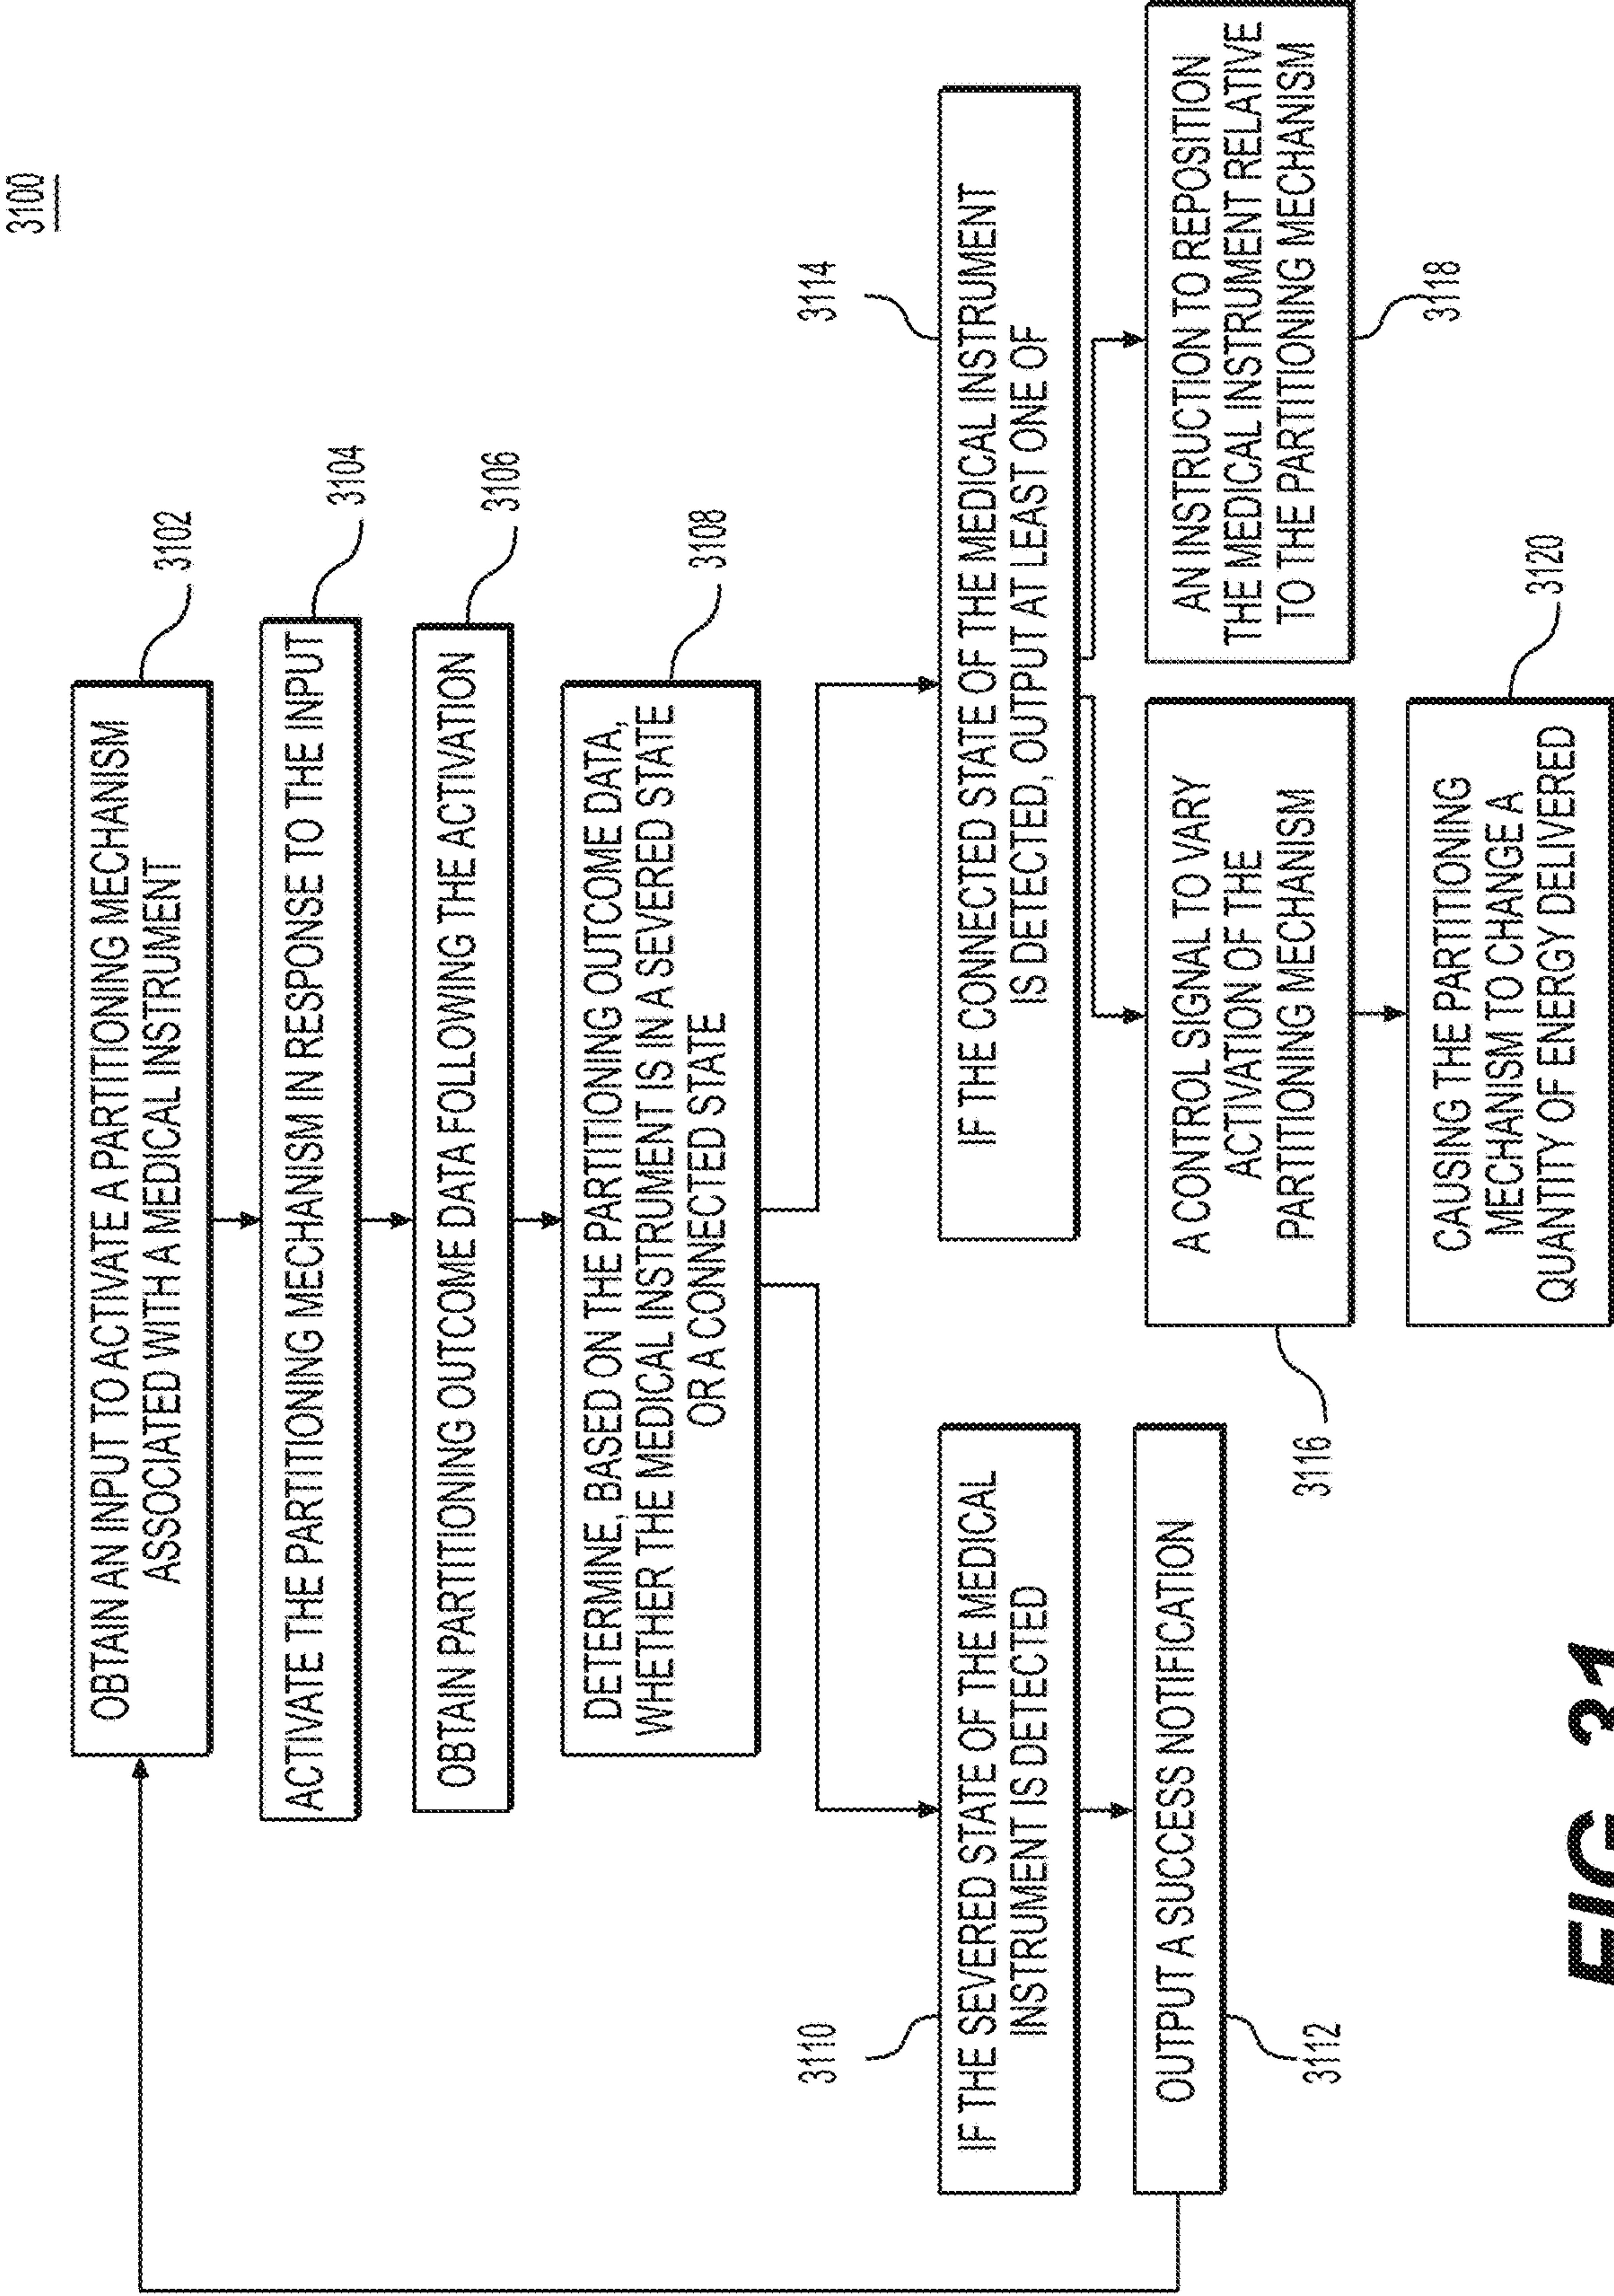 3100
OBTAIN AN INPUT TO ACTIVATE A PARTITIONING MECHANISM
ASSOCIATED WITH A MEDICAL INSTRUMENT
3102
ACTIVATE THE PARTITIONING MECHANISM IN RESPONSE TO THE INPUT
3104
OBTAIN PARTITIONING OUTCOME DATA FOLLOWING THE ACTIVATION
3106
DETERMINE, BASED ON THE PARTITIONING OUTCOME DATA,
WHETHER THE MEDICAL INSTRUMENT IS IN A SEVERED STATE
OR A CONNECTED STATE
3108
3110
IF THE SEVERED STATE OF THE MEDICAL
INSTRUMENT IS DETECTED
OUTPUT A SUCCESS NOTIFICATION
3112
3114
IF THE CONNECTED STATE OF THE MEDICAL INSTRUMENT
IS DETECTED, OUTPUT AT LEAST ONE OF
3116
A CONTROL SIGNAL TO VARY
ACTIVATION OF THE
PARTITIONING MECHANISM
AN INSTRUCTION TO REPOSITION
THE MEDICAL INSTRUMENT RELATIVE
TO THE PARTITIONING MECHANISM
3118
CAUSING THE PARTITIONING
MECHANISM TO CHANGE A
QUANTITY OF ENERGY DELIVERED
3120
FIG. 31